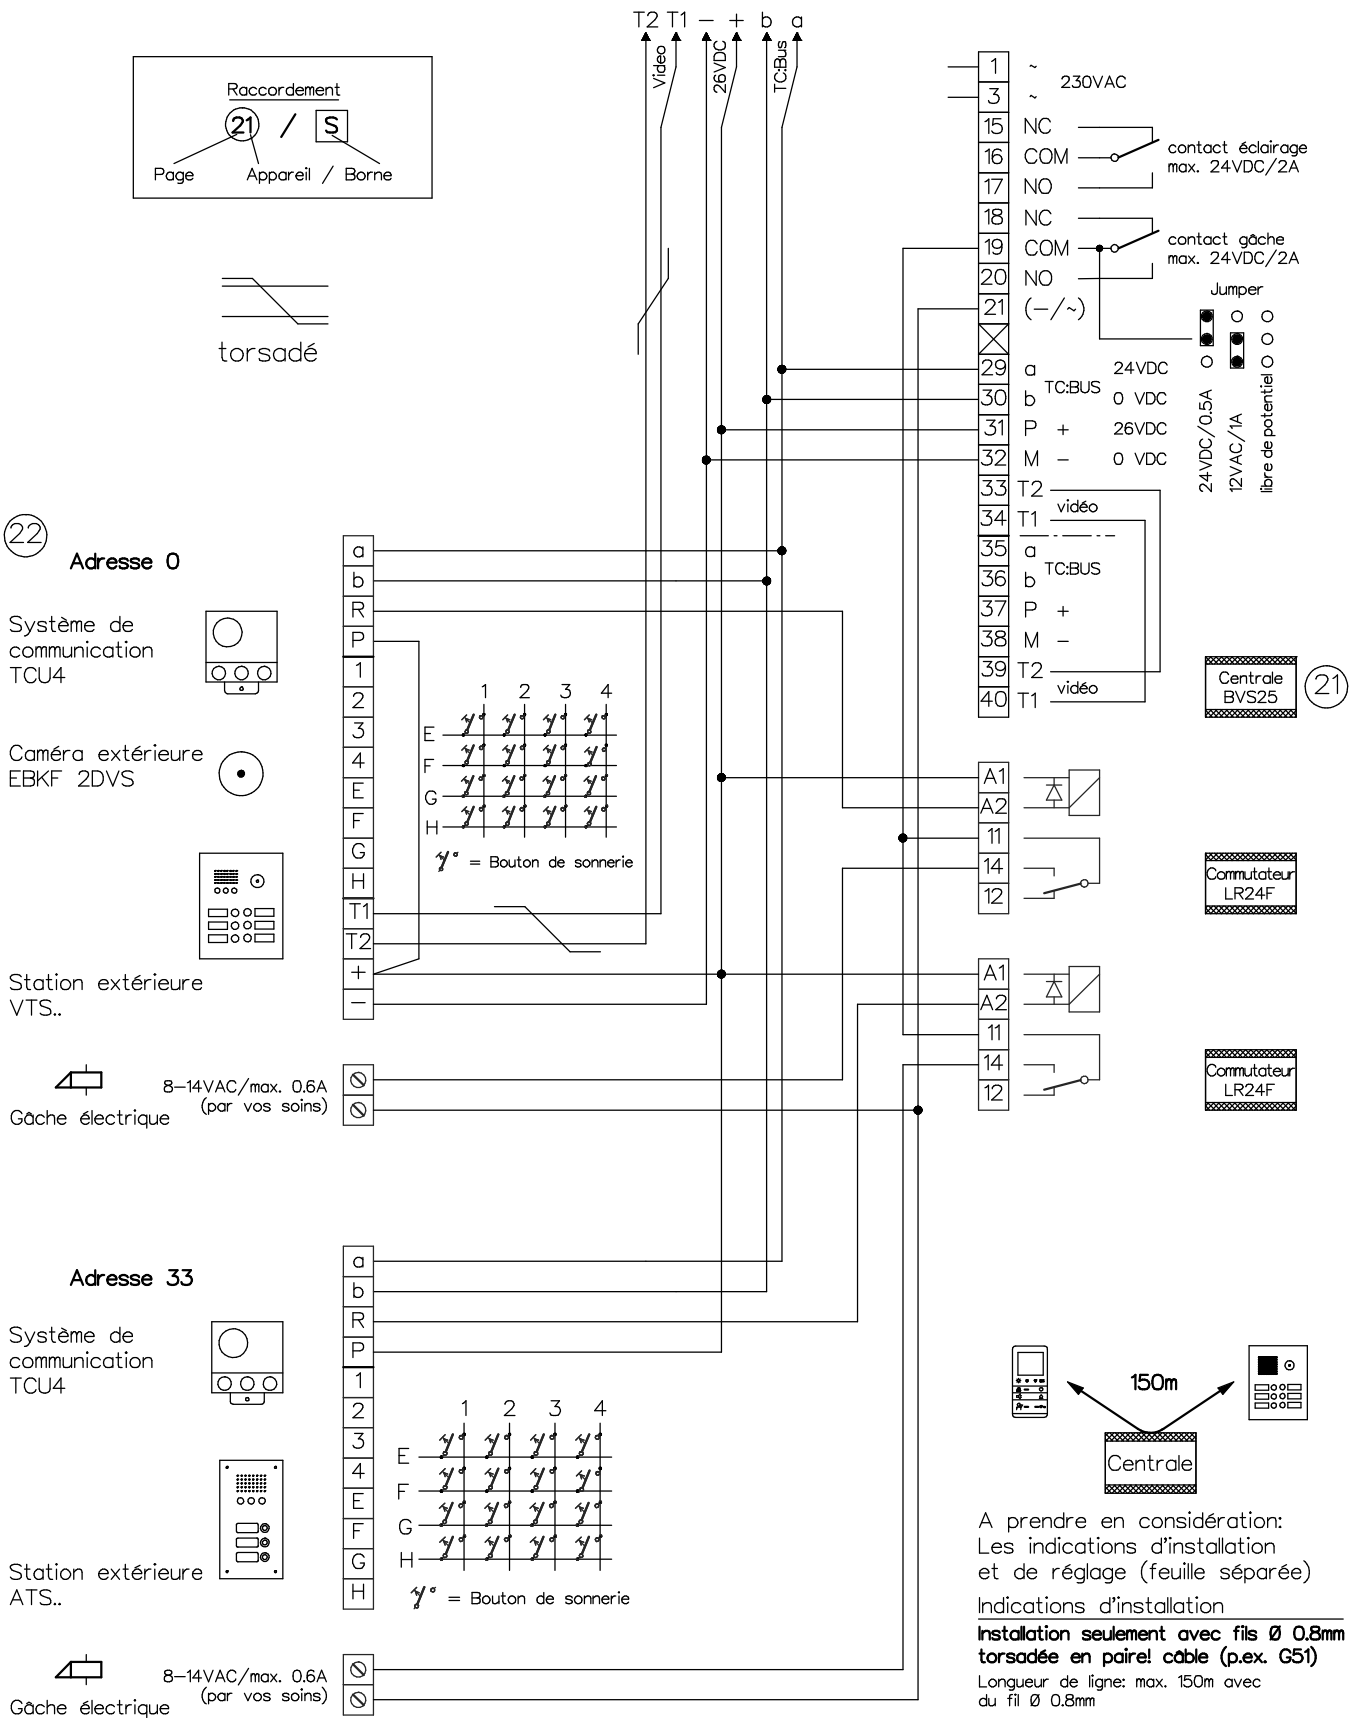 T2 T1 − + b a
Video
26VDC
TC:Bus
Raccordement
21 / S
Page
Appareil / Borne
torsadé
1 ~
230VAC
3 ~
15 NC
16 COM
contact éclairage
max. 24VDC/2A
17 NO
18 NC
19 COM
contact gâche
max. 24VDC/2A
20 NO
21 (−/~)
Jumper
24VDC/0.5A
12VAC/1A
libre de potentiel
29 a 24VDC
TC:BUS
30 b 0 VDC
31 P + 26VDC
32 M − 0 VDC
33 T2
vidéo
34 T1
35 a
TC:BUS
36 b
37 P +
38 M −
39 T2
vidéo
40 T1
Centrale
BVS25
21
22
Adresse 0
Système de
communication
TCU4
Caméra extérieure
EBKF 2DVS
Station extérieure
VTS..
a
b
R
P
1
2
3
4
E
F
G
H
T1
T2
+
−
1 2 3 4
E
F
G
H
= Bouton de sonnerie
Gâche électrique
8−14VAC/max. 0.6A
(par vos soins)
A1
A2
11
14
12
Commutateur
LR24F
A1
A2
11
14
12
Commutateur
LR24F
Adresse 33
Système de
communication
TCU4
Station extérieure
ATS..
a
b
R
P
1
2
3
4
E
F
G
H
1 2 3 4
E
F
G
H
= Bouton de sonnerie
Gâche électrique
8−14VAC/max. 0.6A
(par vos soins)
150m
Centrale
A prendre en considération:
Les indications d'installation
et de réglage (feuille séparée)
Indications d'installation
Installation seulement avec fils Ø 0.8mm
torsadée en paire! câble (p.ex. G51)
Longueur de ligne: max. 150m avec
du fil Ø 0.8mm